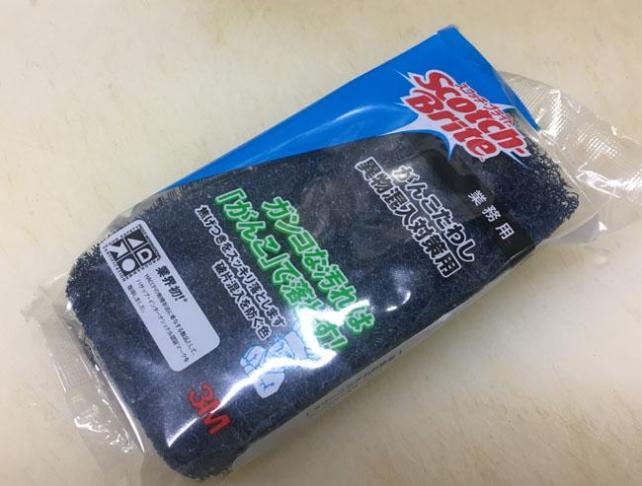 スコッチ・ブライト
Scotch-
Brite
業務用
がんこたわし
異物混入対策用
ガンコな汚れは
「がんこ」で落とす!
焦げつきをスッキリ落とします
破片混入を防ぐ色
業界初!
3M